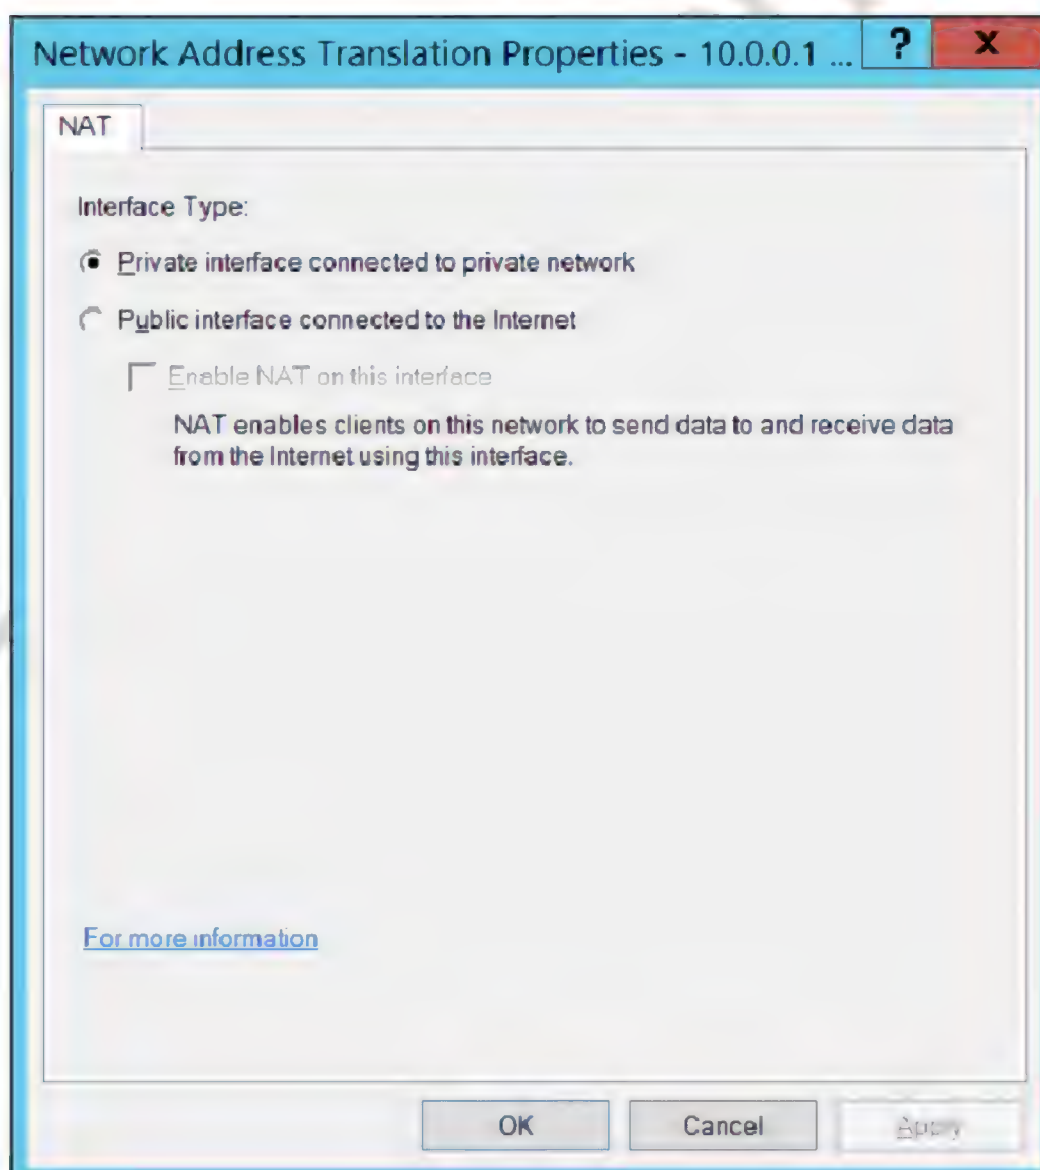 Network Address Translation Properties - 10.0.0.1 ...
?
X
NAT
Interface Type:
Private interface connected to private network
Public interface connected to the Internet
Enable NAT on this interface
NAT enables clients on this network to send data to and receive data
from the Internet using this interface.
For more information
OK
Cancel
Apply